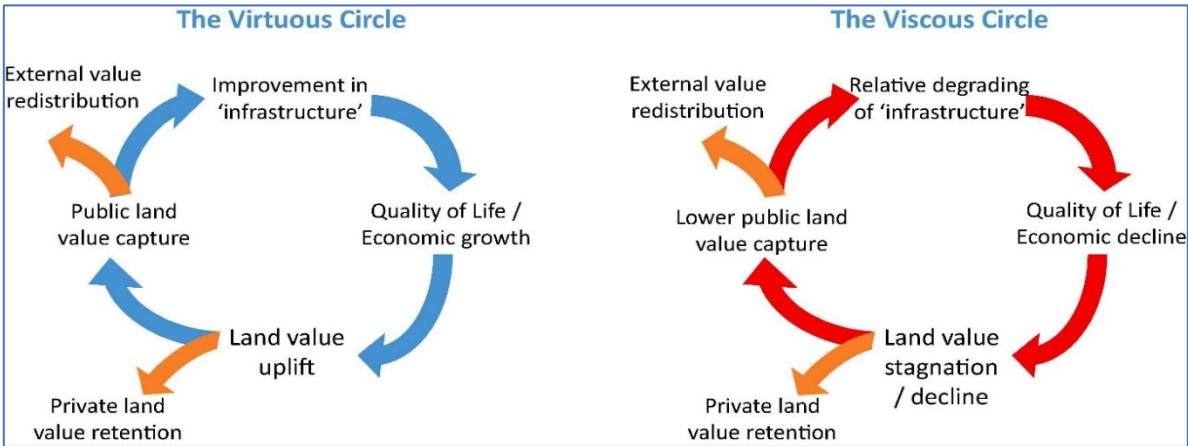 The Virtuous Circle
External value
redistribution
Improvement in
‘infrastructure’
Public land
value capture
Quality of Life /
Economic growth
Land value
uplift
Private land
value retention
The Viscous Circle
External value
redistribution
Relative degrading
of ‘infrastructure’
Lower public land
value capture
Quality of Life /
Economic decline
Land value
stagnation
/ decline
Private land
value retention